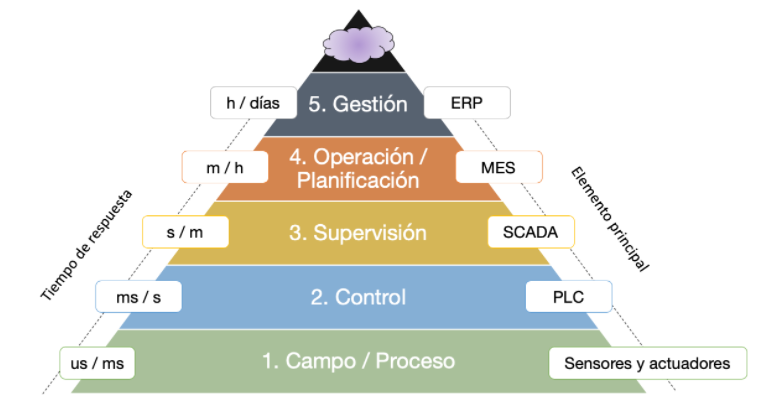 h / días
5. Gestión
ERP
m / h
4. Operación /
Planificación
MES
s / m
3. Supervisión
SCADA
ms / s
2. Control
PLC
us / ms
1. Campo / Proceso
Sensores y actuadores
Tiempo de respuesta
Elemento principal